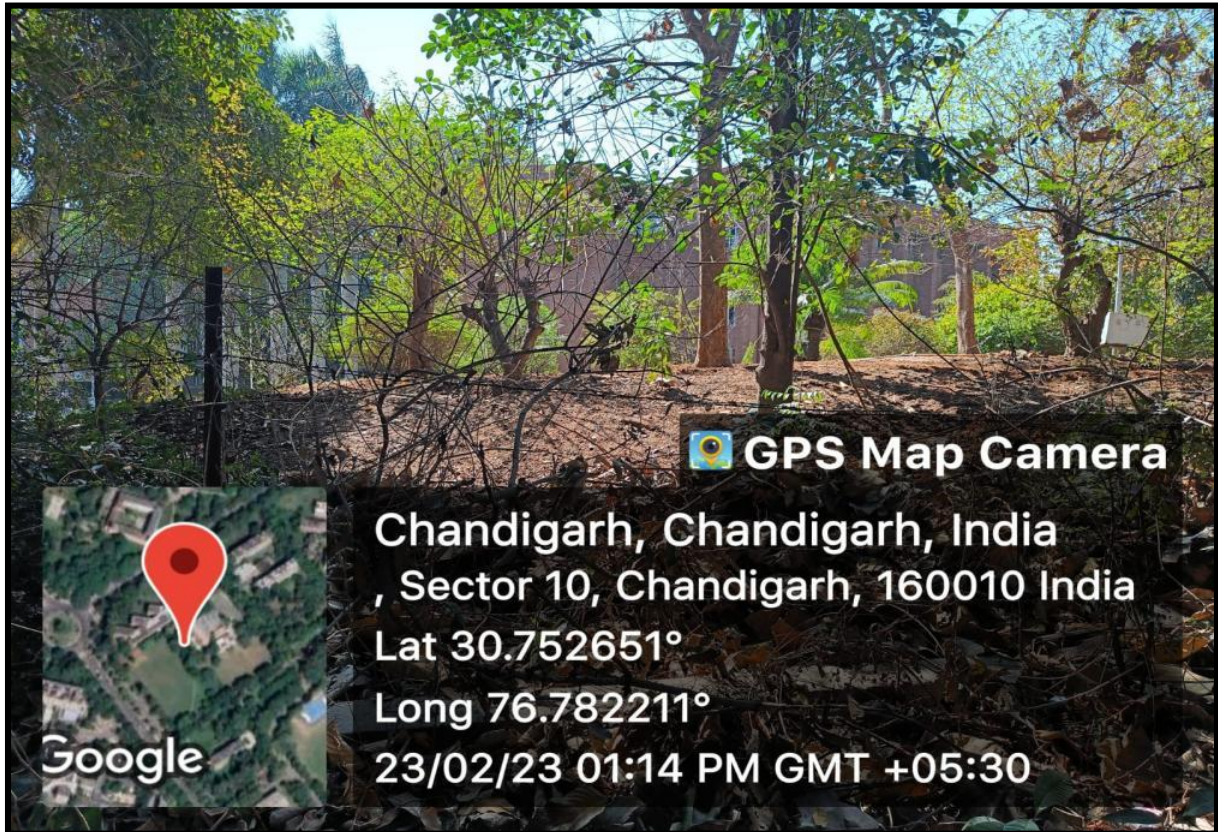 GPS Map Camera
Chandigarh, Chandigarh, India
, Sector 10, Chandigarh, 160010 India
Lat 30.752651°
Long 76.782211°
23/02/23 01:14 PM GMT +05:30
Google